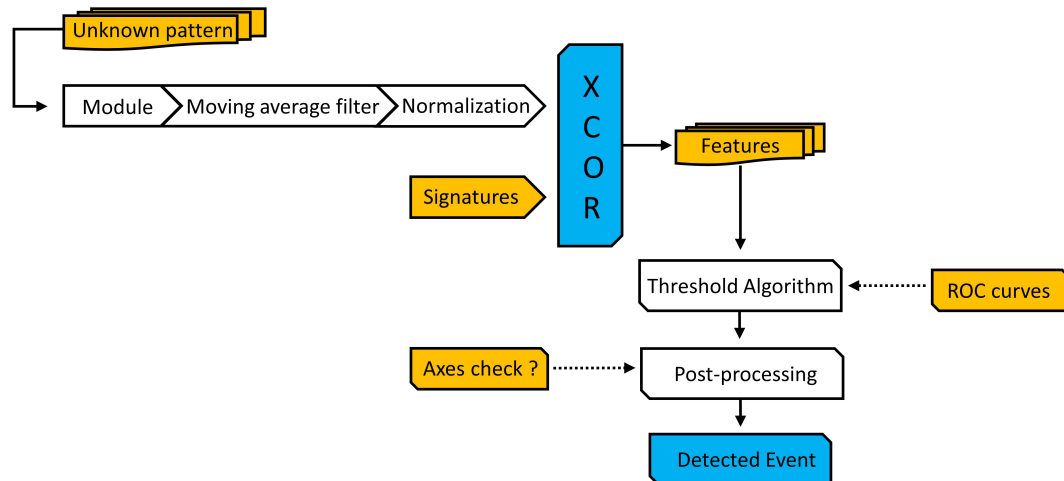 Unknown pattern
Module
Moving average filter
Normalization
X
C
O
R
Features
Signatures
Threshold Algorithm
ROC curves
Axes check ?
Post-processing
Detected Event